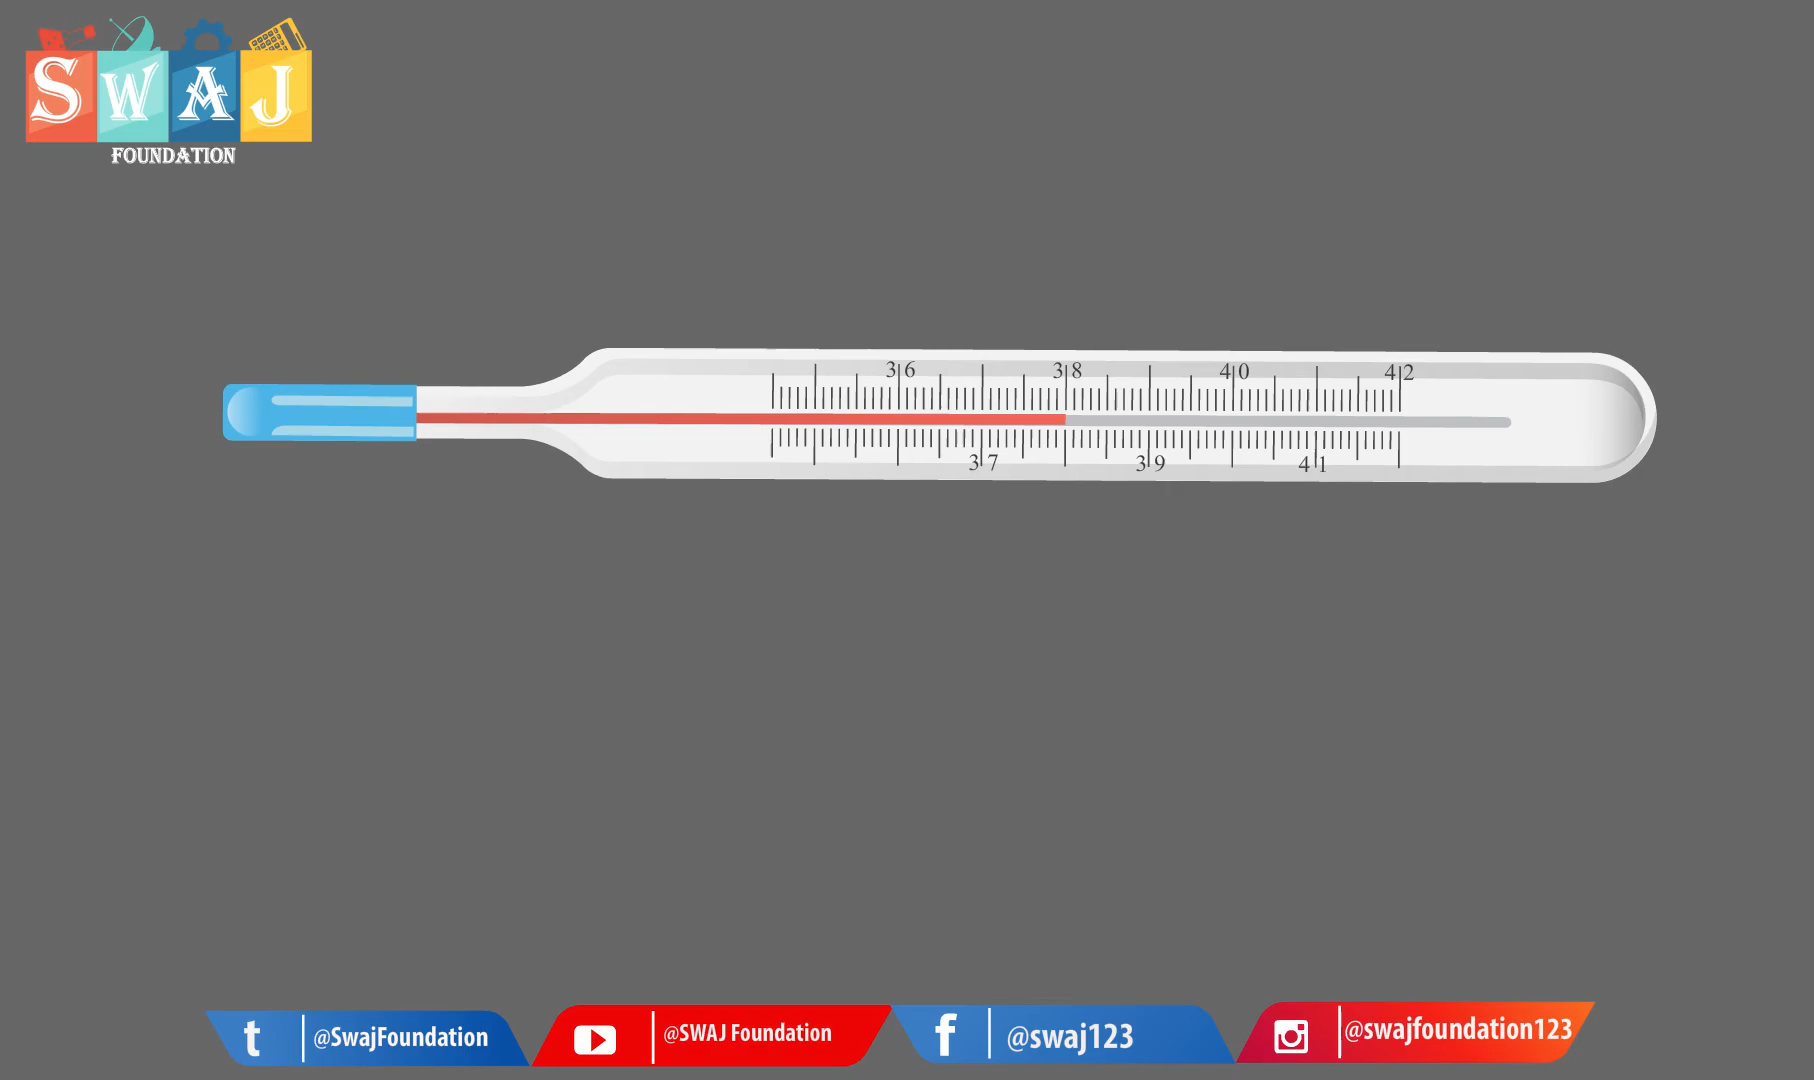 SWAJ
FOUNDATION
36 38 40 42
37 39 41
t @SwajFoundation
@SWAJ Foundation
f @swaj123
@swajfoundation123